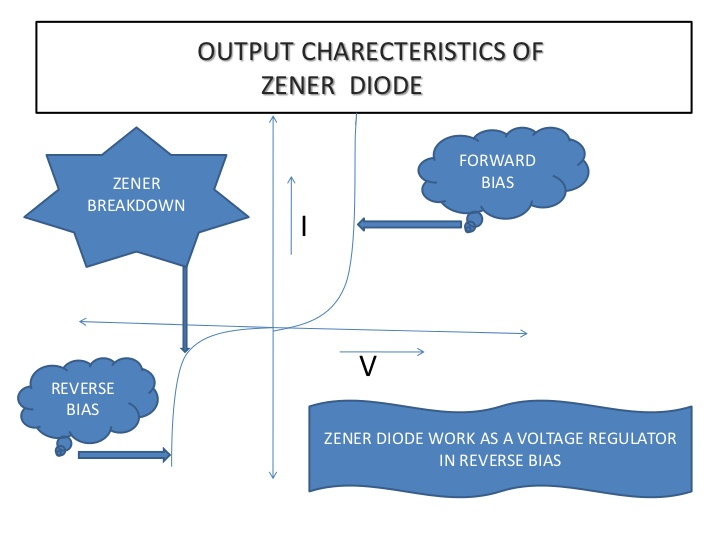 OUTPUT CHARECTERISTICS OF
ZENER DIODE
ZENER
BREAKDOWN
FORWARD
BIAS
I
V
REVERSE
BIAS
ZENER DIODE WORK AS A VOLTAGE REGULATOR
IN REVERSE BIAS